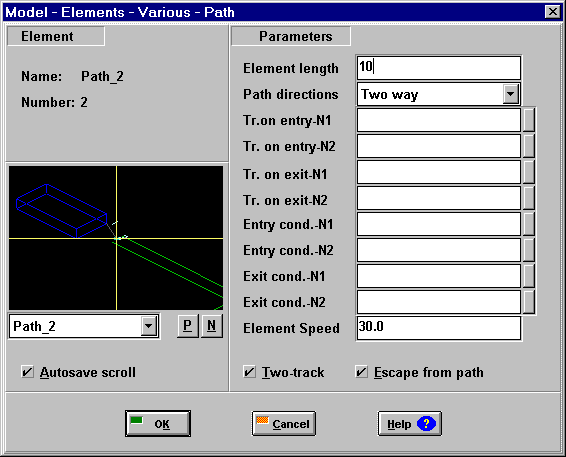 Model - Elements - Various - Path
Element
Name: Path_2
Number: 2
Path_2
P N
Autosave scroll
Parameters
Element length 10
Path directions Two way
Tr.on entry-N1
Tr. on entry-N2
Tr. on exit-N1
Tr. on exit-N2
Entry cond.-N1
Entry cond.-N2
Exit cond.-N1
Exit cond.-N2
Element Speed 30.0
Two-track Escape from path
OK Cancel Help ?